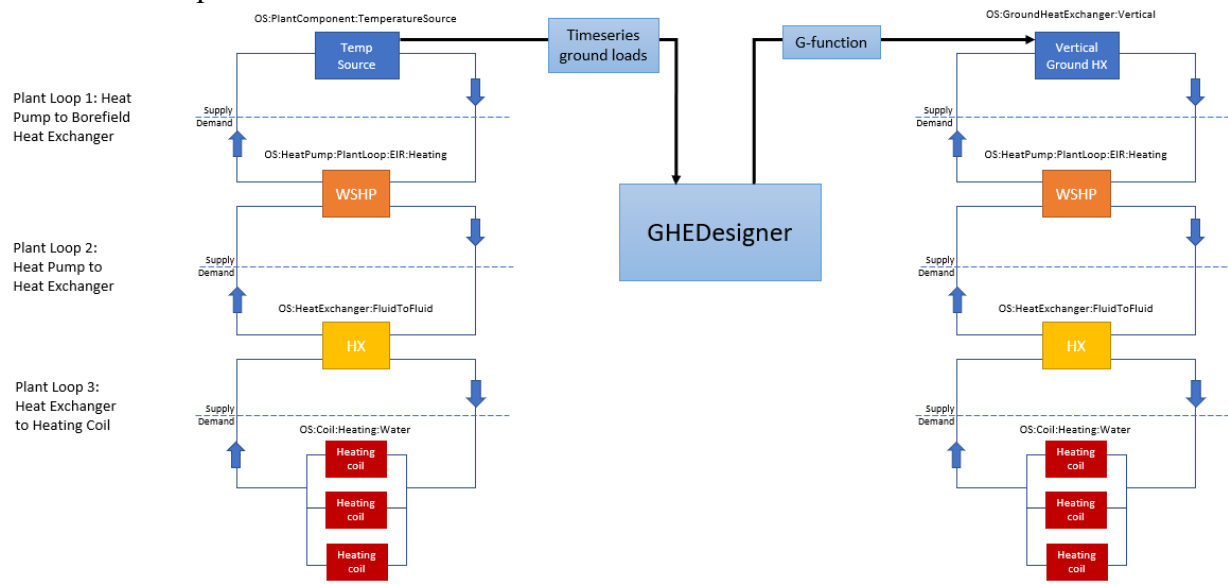 OS:PlantComponent:TemperatureSource
Temp
Source
Timeseries
ground loads
G-function
OS:GroundHeatExchanger:Vertical
Vertical
Ground HX
Plant Loop 1: Heat
Pump to Borefield
Heat Exchanger
Supply
Demand
OS:HeatPump:PlantLoop:EIR:Heating
WSHP
GHEDesigner
Supply
Demand
OS:HeatPump:PlantLoop:EIR:Heating
WSHP
Plant Loop 2:
Heat Pump to
Heat Exchanger
Supply
Demand
OS:HeatExchanger:FluidToFluid
HX
Supply
Demand
OS:HeatExchanger:FluidToFluid
HX
Plant Loop 3:
Heat Exchanger
to Heating Coil
Supply
Demand
OS:Coil:Heating:Water
Heating
coil
Heating
coil
Heating
coil
Supply
Demand
OS:Coil:Heating:Water
Heating
coil
Heating
coil
Heating
coil